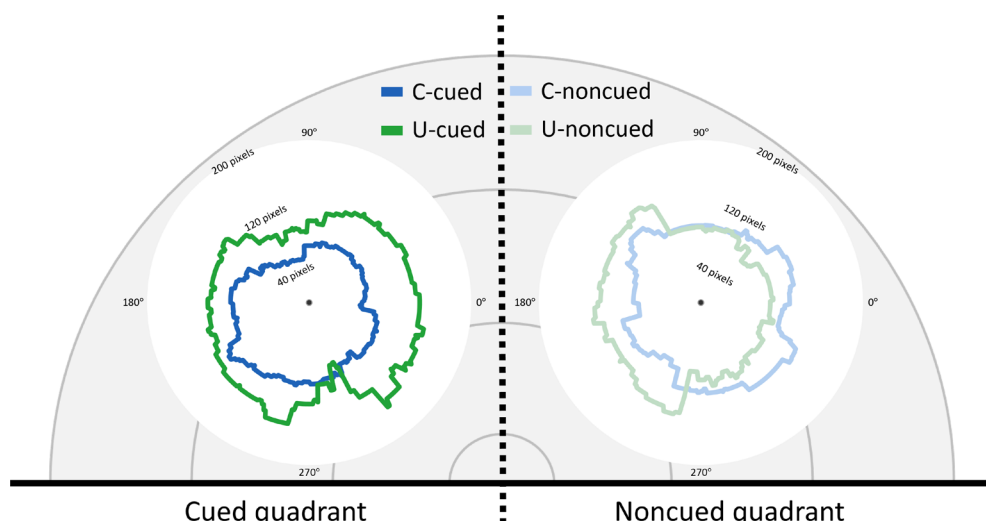 C-cued
C-noncued
U-cued
U-noncued
90°
200 pixels
120 pixels
40 pixels
180°
0°
270°
90°
200 pixels
120 pixels
40 pixels
180°
0°
270°
Cued quadrant
Noncued quadrant